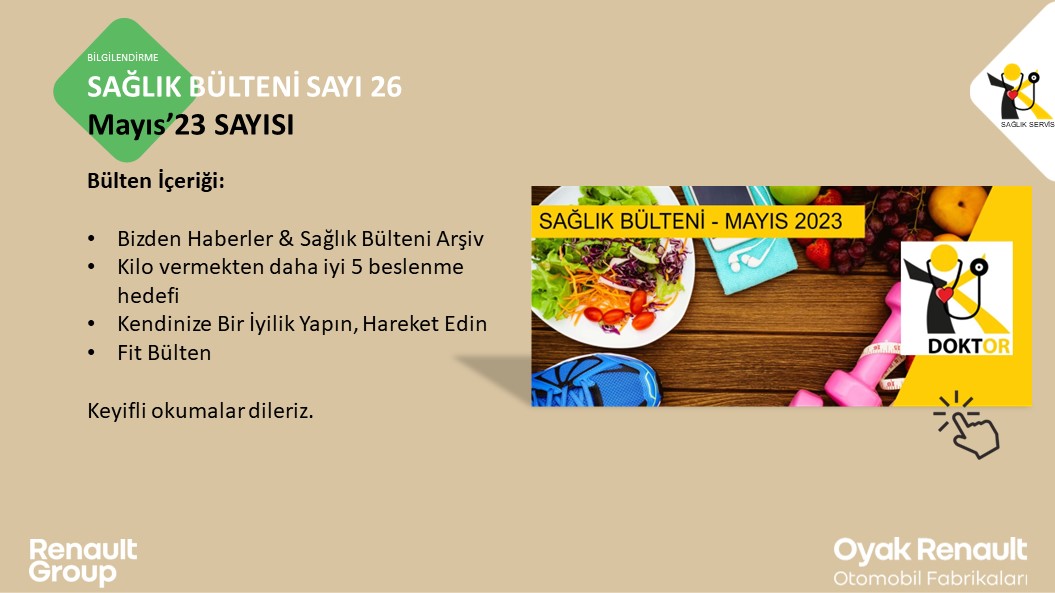 BİLGİLENDİRME
SAĞLIK BÜLTENİ SAYI 26
Mayıs’23 SAYISI
SAĞLIK SERVİS
Bülten İçeriği:
• Bizden Haberler & Sağlık Bülteni Arşiv
• Kilo vermekten daha iyi 5 beslenme
hedefi
• Kendinize Bir İyilik Yapın, Hareket Edin
• Fit Bülten
Keyifli okumalar dileriz.
SAĞLIK BÜLTENİ - MAYIS 2023
DOKTOR
Renault
Group
Oyak Renault
Otomobil Fabrikaları